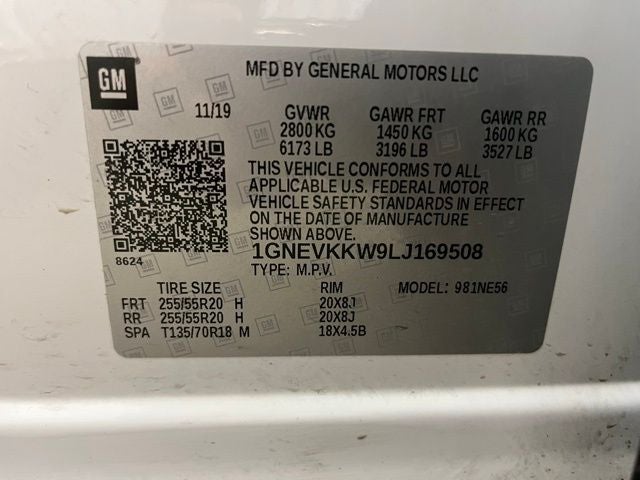 GM
MFD BY GENERAL MOTORS LLC
11/19 GVWR GAWR FRT GAWR RR
2800 KG 1450 KG 1600 KG
6173 LB 3196 LB 3527 LB
THIS VEHICLE CONFORMS TO ALL
APPLICABLE U.S. FEDERAL MOTOR
VEHICLE SAFETY STANDARDS IN EFFECT
ON THE DATE OF MANUFACTURE
SHOWN ABOVE.
8624
1GNEVKKW9LJ169508
TYPE: M.P.V.
TIRE SIZE RIM MODEL: 981NE56
FRT 255/55R20 H 20X8J
RR 255/55R20 H 20X8J
SPA T135/70R18 M 18X4.5B